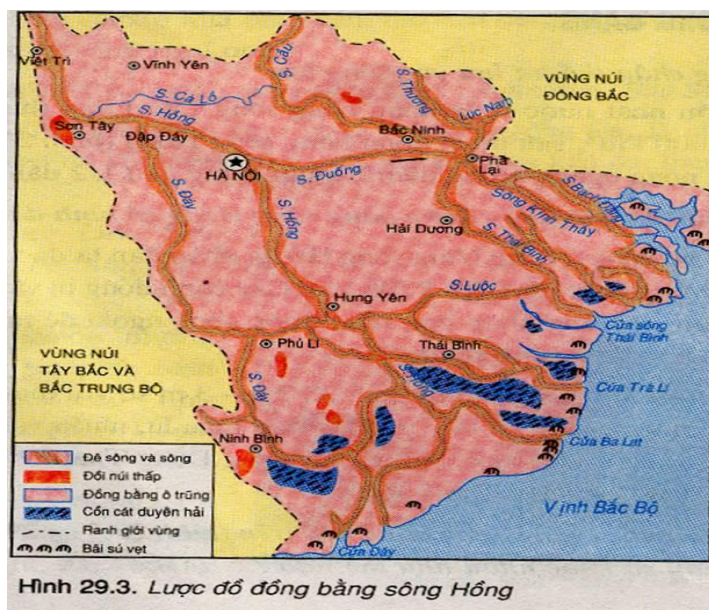 Việt Trì
Vĩnh Yên
S. Cầu
S. Thương
Lục Nam
VÙNG NÚI
ĐÔNG BẮC
S. Cà Lồ
S. Hồng
Sơn Tây
Đập Đáy
Bắc Ninh
HÀ NỘI
S. Đuống
Phả
Lại
S. Đáy
S. Hồng
Sông Kinh Thầy
Hải Dương
S. Thái Bình
S. Luộc
Hưng Yên
Cửa sông
Thái Bình
Phủ Lí
Thái Bình
VÙNG NÚI
TÂY BẮC VÀ
BẮC TRUNG BỘ
S. Đáy
Cửa Trà Lí
Ninh Bình
Cửa Ba Lạt
Vịnh Bắc Bộ
Cửa Đáy
Đê sông và sông
Đồi núi thấp
Đồng bằng ô trũng
Cồn cát duyên hải
Ranh giới vùng
Bãi sú vẹt
Hình 29.3. Lược đồ đồng bằng sông Hồng